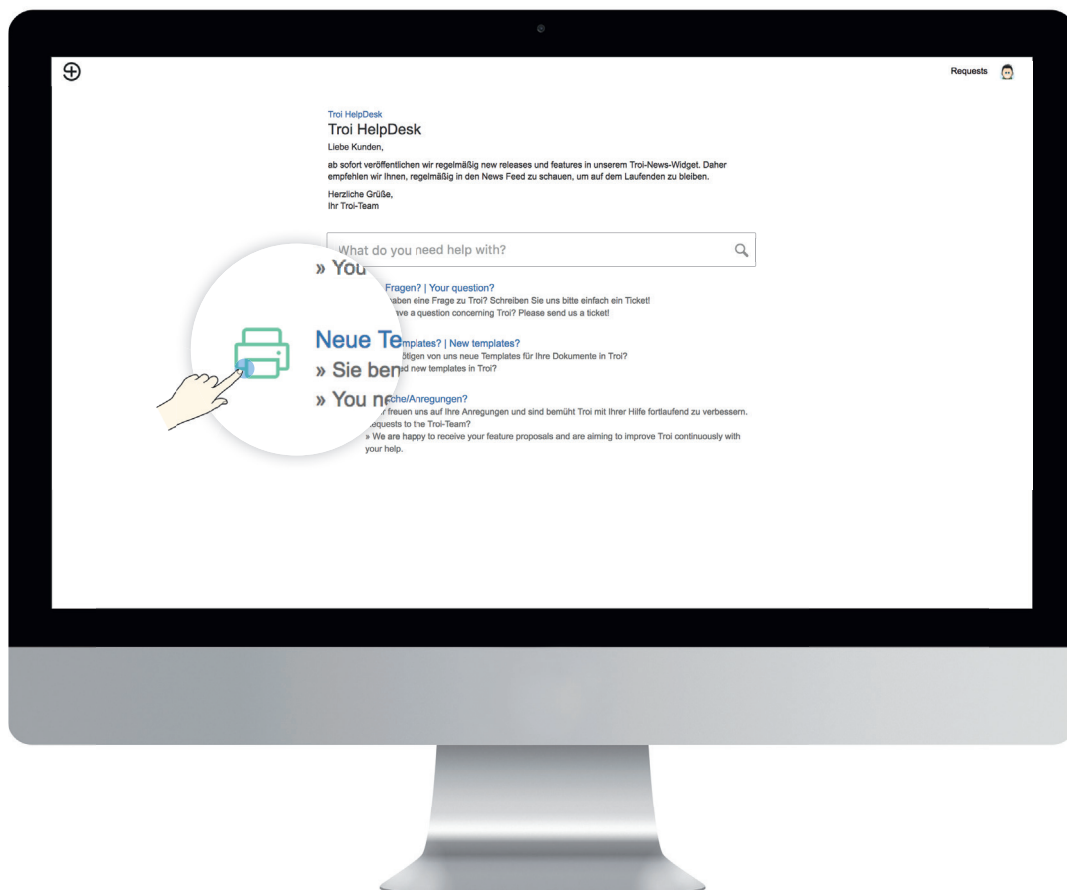 Requests
Troi HelpDesk
Troi HelpDesk
Liebe Kunden,
ab sofort veröffentlichen wir regelmäßig new releases und features in unserem Troi-News-Widget. Daher
empfehlen wir Ihnen, regelmäßig in den News Feed zu schauen, um auf dem Laufenden zu bleiben.
Herzliche Grüße,
Ihr Troi-Team
What do you need help with?
» You
Fragen? | Your question?
eine Frage zu Troi? Schreiben Sie uns bitte einfach ein Ticket!
a question concerning Troi? Please send us a ticket!
Neue Te
? | New templates?
» Sie ben
von uns neue Templates für Ihre Dokumente in Troi?
» You
new templates in Troi?
/Anregungen?
freuen uns auf Ihre Anregungen und sind bemüht Troi mit Ihrer Hilfe fortlaufend zu verbessern.
to the Troi-Team?
» We are happy to receive your feature proposals and are aiming to improve Troi continuously with
your help.